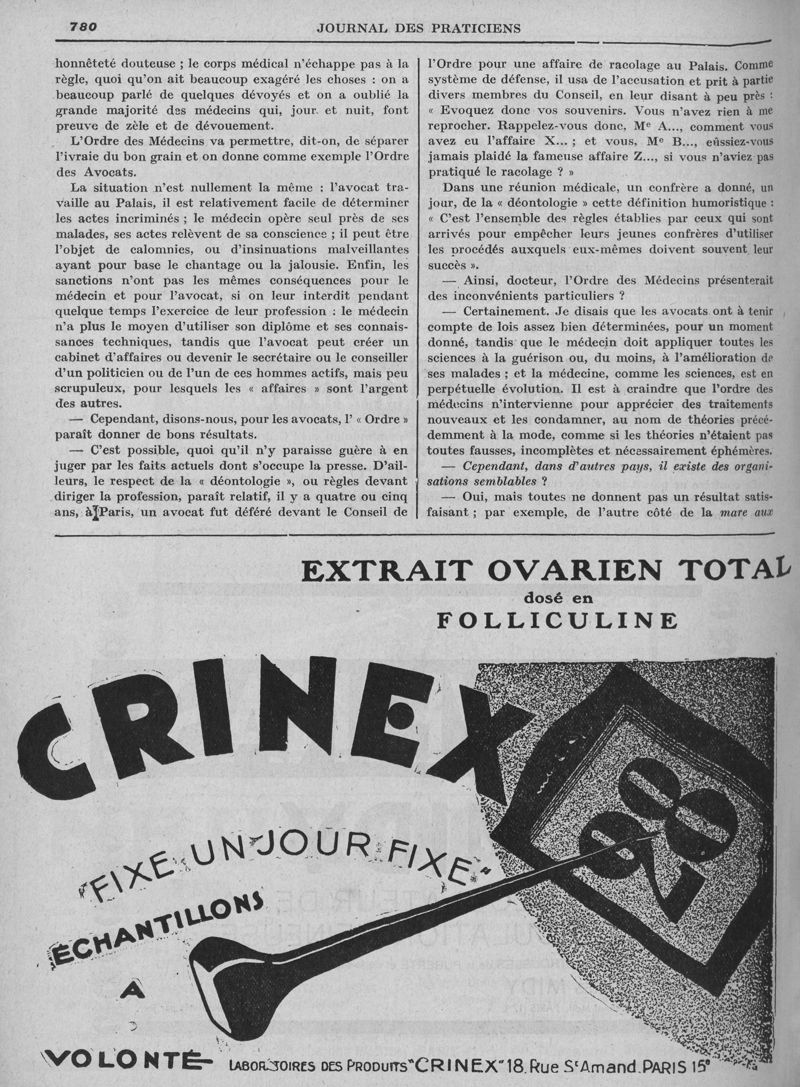 780
JOURNAL DES PRATICIENS
honnêteté douteuse ; le corps médical n'échappe pas à la
règle, quoi qu'on ait beaucoup exagéré les choses : on a
beaucoup parlé de quelques dévoyés et on a oublié la
grande majorité des médecins qui, jour et nuit, font
preuve de zèle et de dévouement.
L'Ordre des Médecins va permettre, dit-on, de séparer
l'ivraie du bon grain et on donne comme exemple l'Ordre
des Avocats.
La situation n'est nullement la même : l'avocat tra-
vaille au Palais, il est relativement facile de déterminer
les actes incriminés ; le médecin opère seul près de ses
malades, ses actes relèvent de sa conscience ; il peut être
l'objet de calomnies, ou d'insinuations malveillantes
ayant pour base le chantage ou la jalousie. Enfin, les
sanctions n'ont pas les mêmes conséquences pour le
médecin et pour l'avocat, si on leur interdit pendant
quelque temps l'exercice de leur profession : le médecin
n'a plus le moyen d'utiliser son diplôme et ses connais-
sances techniques, tandis que l'avocat peut créer un
cabinet d'affaires ou devenir le secrétaire ou le conseiller
d'un politicien ou de l'un de ces hommes actifs, mais peu
scrupuleux, pour lesquels les « affaires » sont l'argent
des autres.
— Cependant, disons-nous, pour les avocats, l' « Ordre »
paraît donner de bons résultats.
— C'est possible, quoi qu'il n'y paraisse guère à en
juger par les faits actuels dont s'occupe la presse. D'ail-
leurs, le respect de la « déontologie », ou règles devant
diriger la profession, paraît relatif, il y a quatre ou cinq
ans, à Paris, un avocat fut déféré devant le Conseil de
l'Ordre pour une affaire de racolage au Palais. Comme
système de défense, il usa de l'accusation et prit à partie
divers membres du Conseil, en leur disant à peu près :
« Evoquez donc vos souvenirs. Vous n'avez rien à me
reprocher. Rappelez-vous donc, Me A..., comment vous
avez eu l'affaire X... ; et vous, Me B..., eûssiez-vous
jamais plaidé la fameuse affaire Z..., si vous n'aviez pas
pratiqué le racolage ? »
Dans une réunion médicale, un confrère a donné, un
jour, de la « déontologie » cette définition humoristique :
« C'est l'ensemble des règles établies par ceux qui sont
arrivés pour empêcher leurs jeunes confrères d'utiliser
les procédés auxquels eux-mêmes doivent souvent leur
succès ».
— Ainsi, docteur, l'Ordre des Médecins présenterait
des inconvénients particuliers ?
— Certainement. Je disais que les avocats ont à tenir
compte de lois assez bien déterminées, pour un moment
donné, tandis que le médecin doit appliquer toutes les
sciences à la guérison ou, du moins, à l'amélioration de
ses malades ; et la médecine, comme les sciences, est en
perpétuelle évolution. Il est à craindre que l'ordre des
médecins n'intervienne pour apprécier des traitements
nouveaux et les condamner, au nom de théories précé-
demment à la mode, comme si les théories n'étaient pas
toutes fausses, incomplètes et nécessairement éphémères.
— Cependant, dans d'autres pays, il existe des organi-
sations semblables ?
— Oui, mais toutes ne donnent pas un résultat satis-
faisant ; par exemple, de l'autre côté de la mare aux
EXTRAIT OVARIEN TOTAL
dosé en
FOLLICULINE
CRINEX
28
"FIXE UN JOUR FIXE"
ÉCHANTILLONS
A
VOLONTÉ
LABORATOIRES DES PRODUITS "CRINEX" 18, Rue St Amand. PARIS 15e